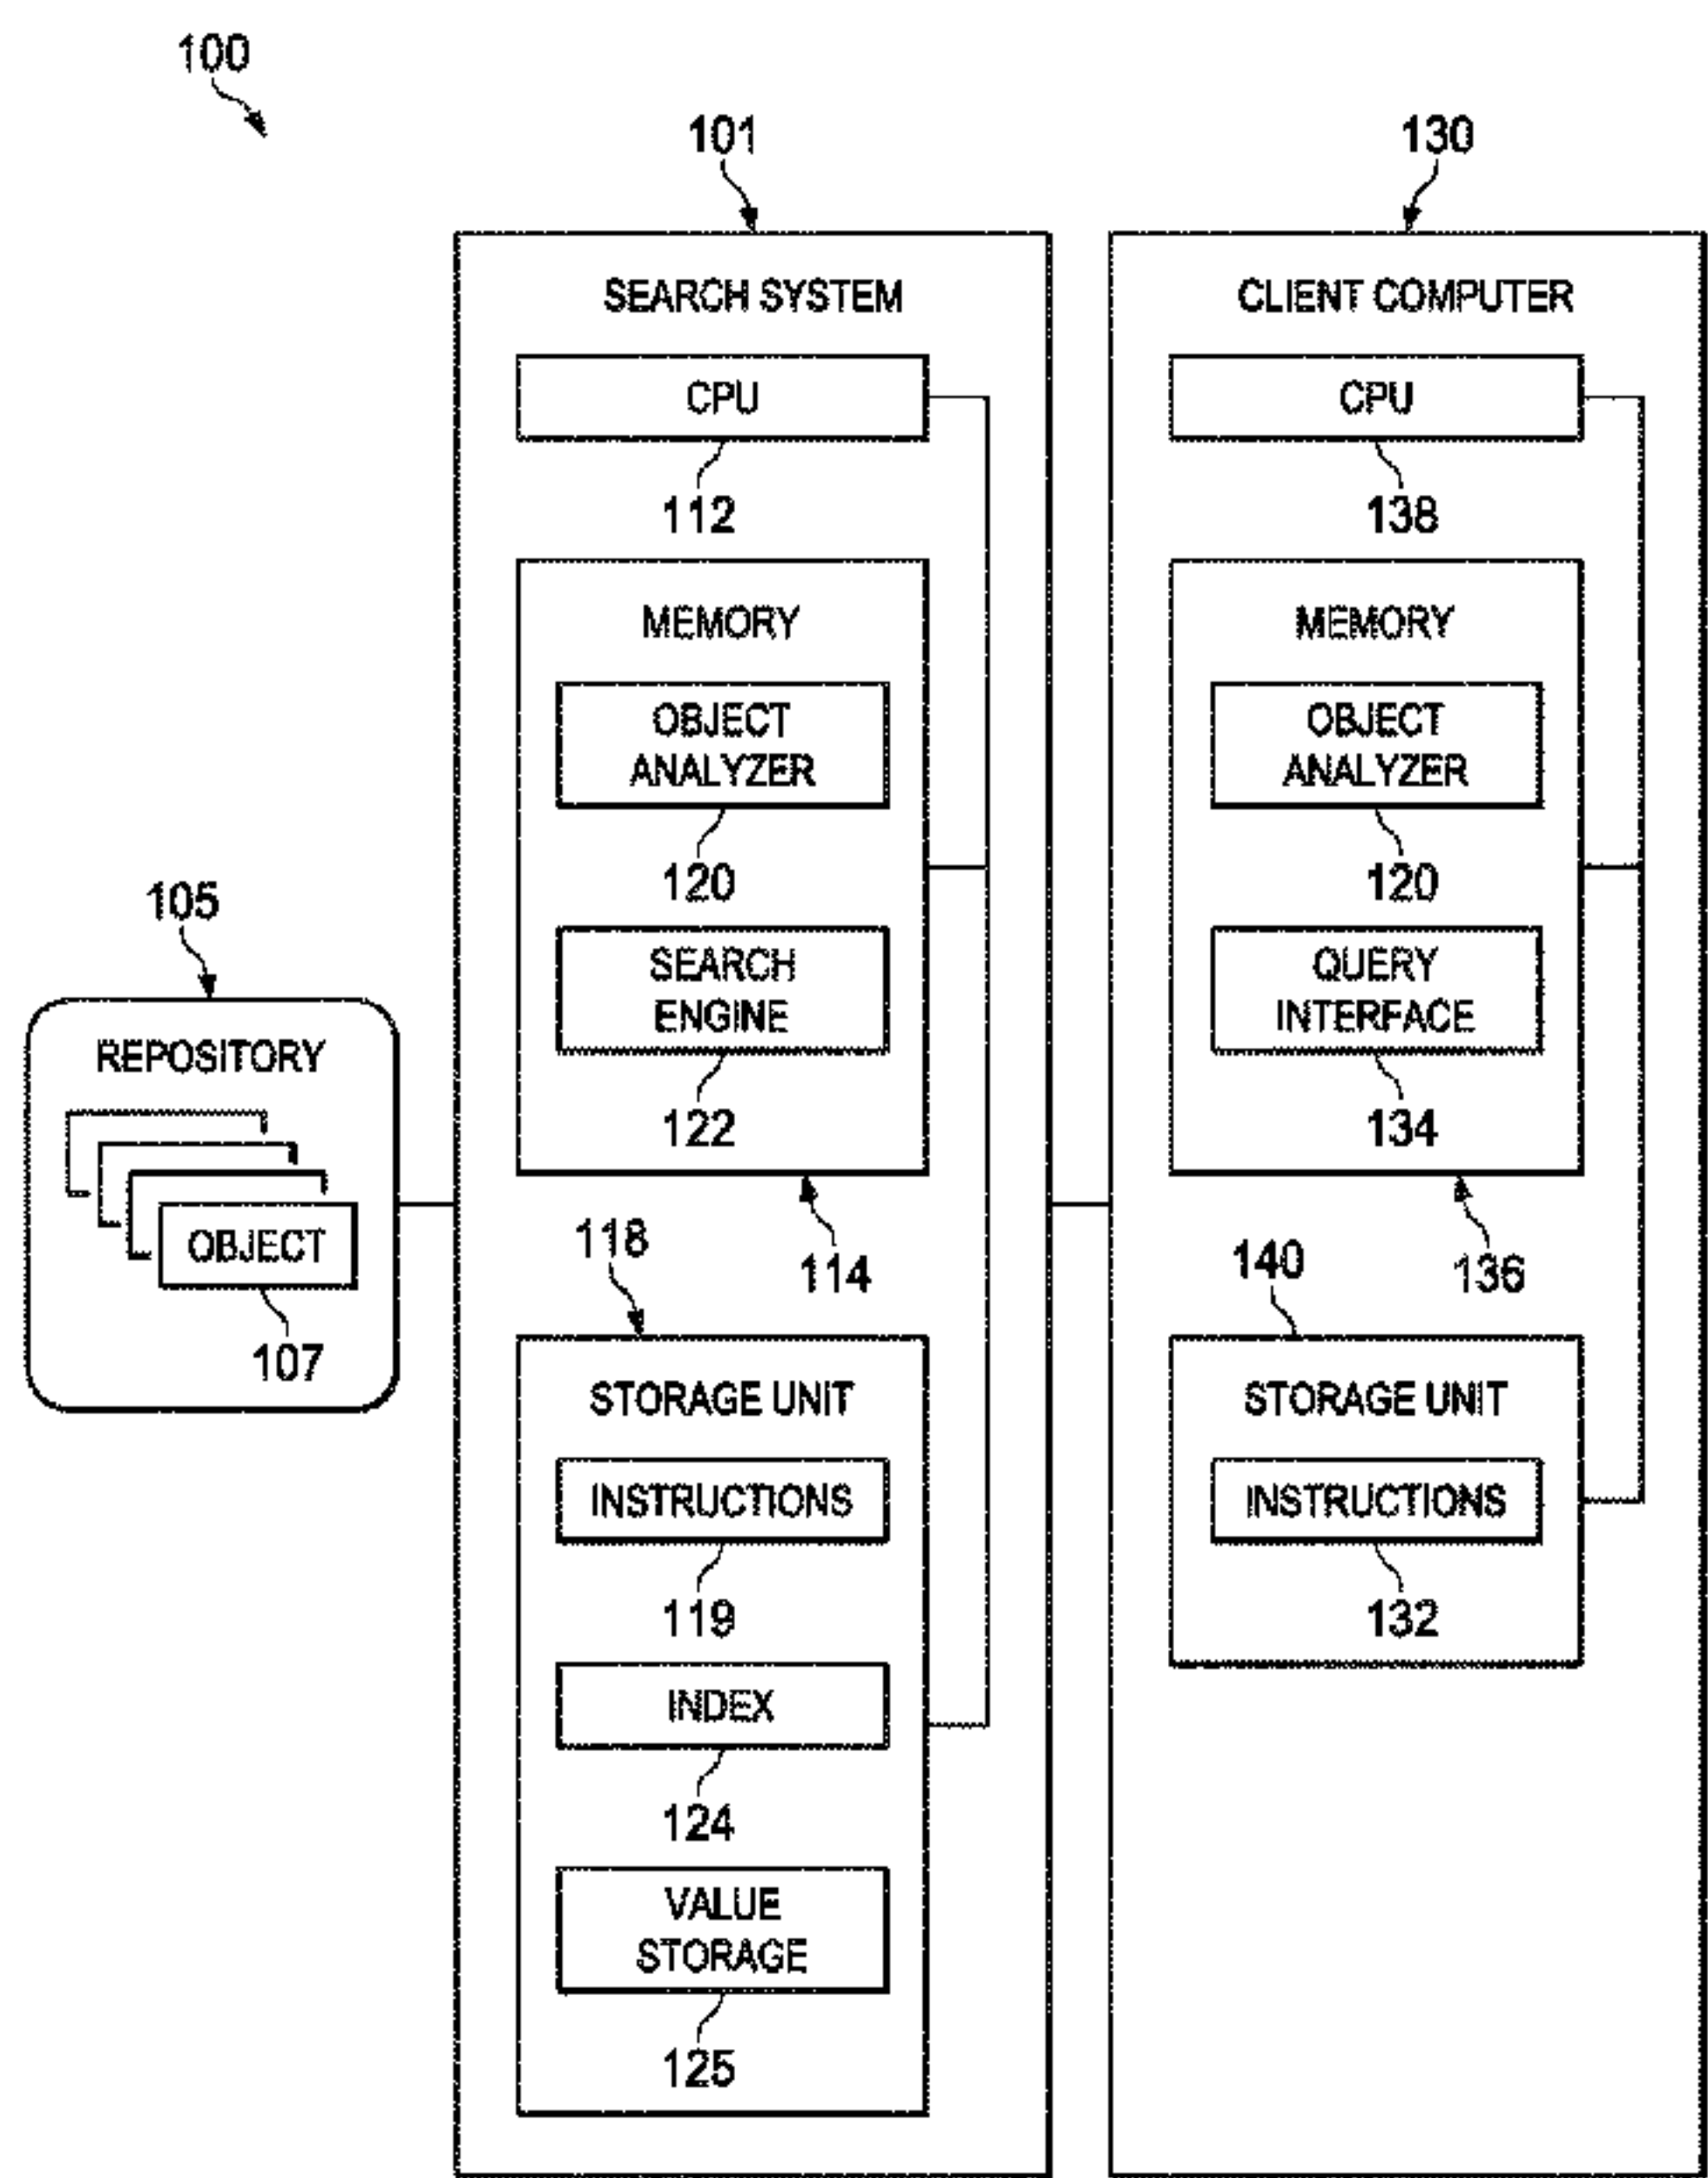 100
101
130
SEARCH SYSTEM
CPU
112
MEMORY
OBJECT
ANALYZER
120
SEARCH
ENGINE
122
114
118
STORAGE UNIT
INSTRUCTIONS
119
INDEX
124
VALUE
STORAGE
125
CLIENT COMPUTER
CPU
138
MEMORY
OBJECT
ANALYZER
120
QUERY
INTERFACE
134
136
140
STORAGE UNIT
INSTRUCTIONS
132
105
REPOSITORY
OBJECT
107